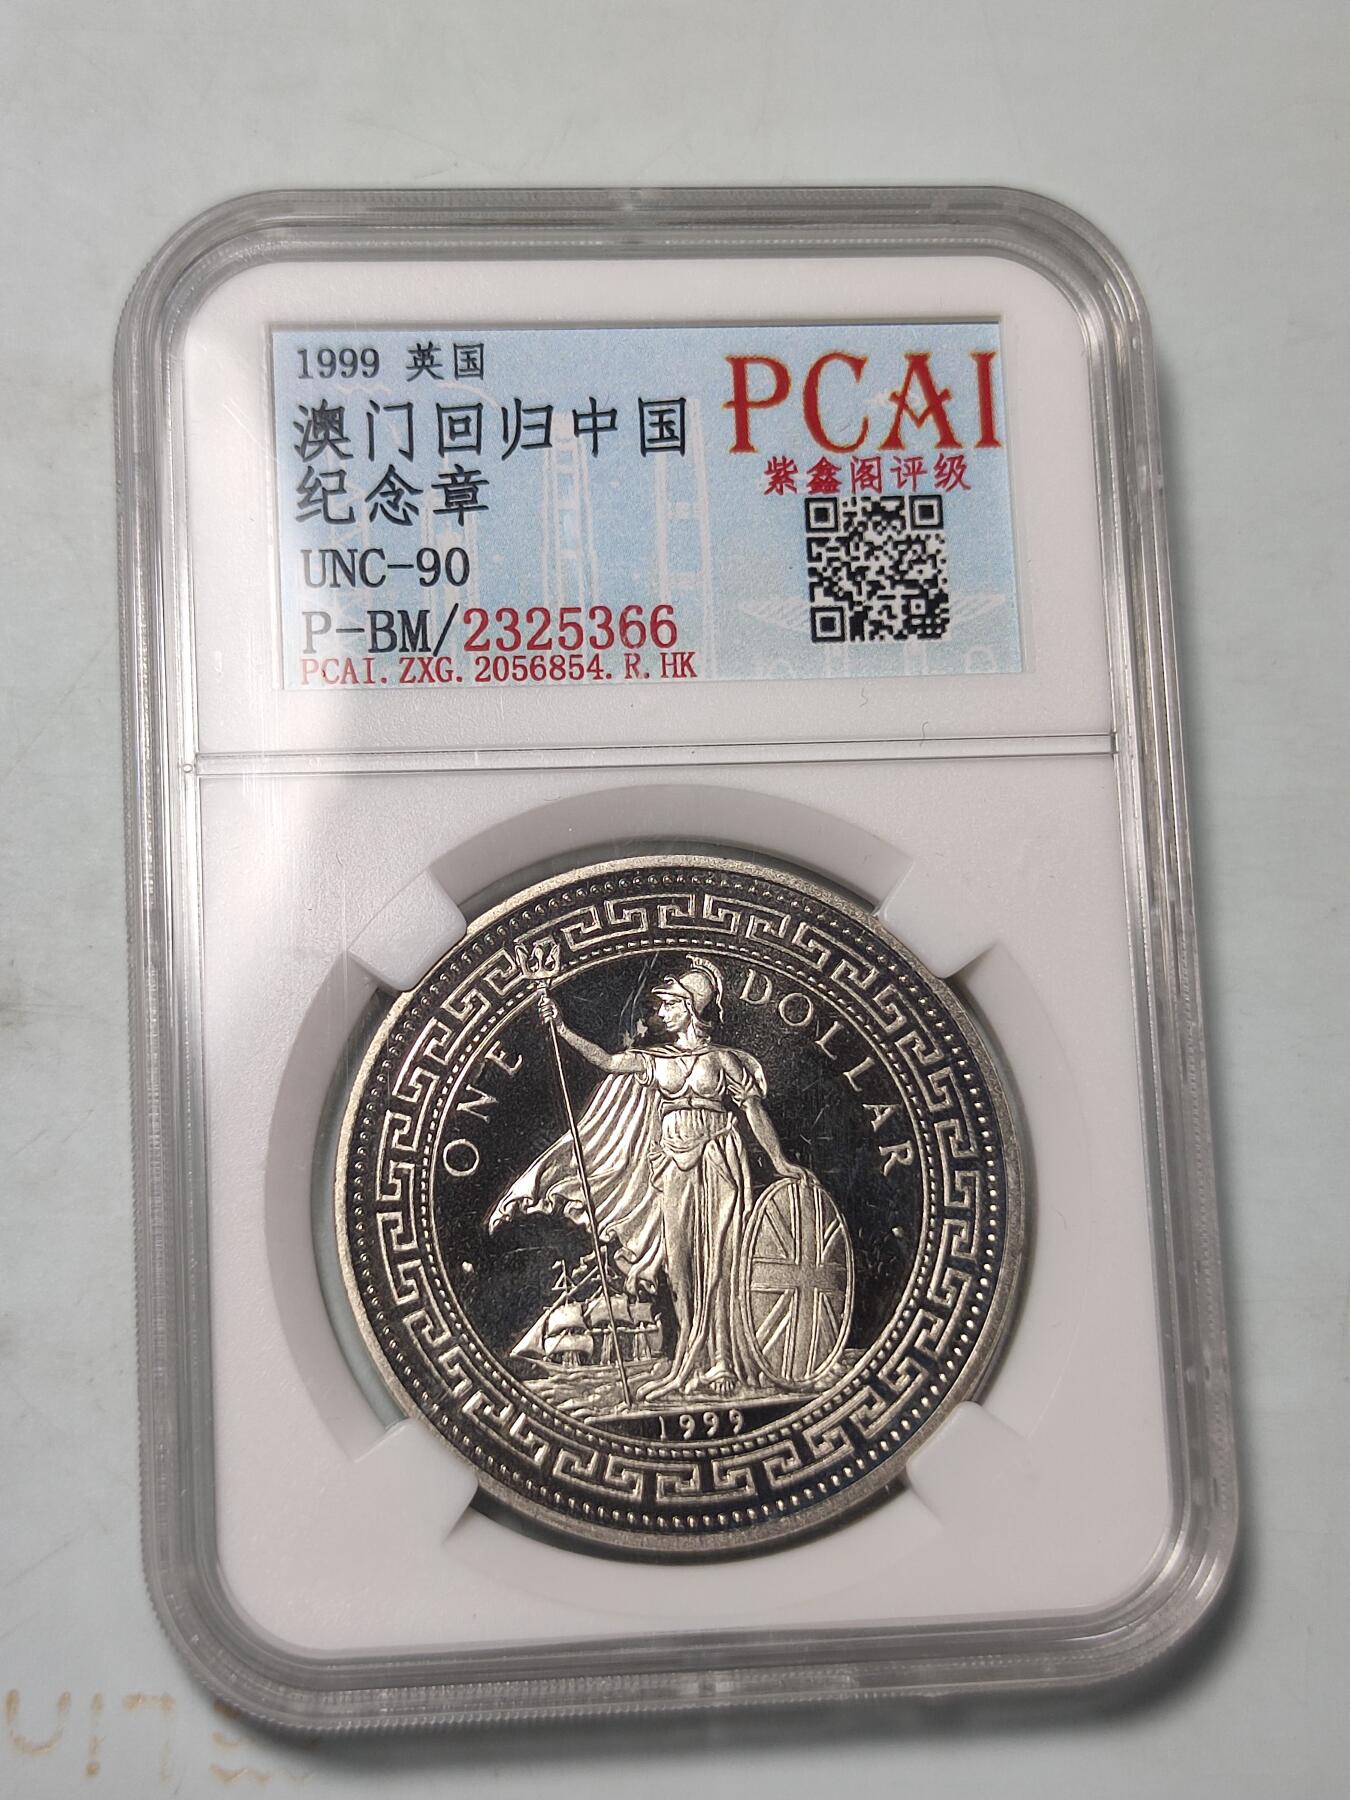 1999 英国
澳门回归中国
纪念章
UNC-90
P-BM/2325366
PCAI.ZXG.2056854.R.HK
PCAI
紫鑫阁评级
ONE DOLLAR
1999